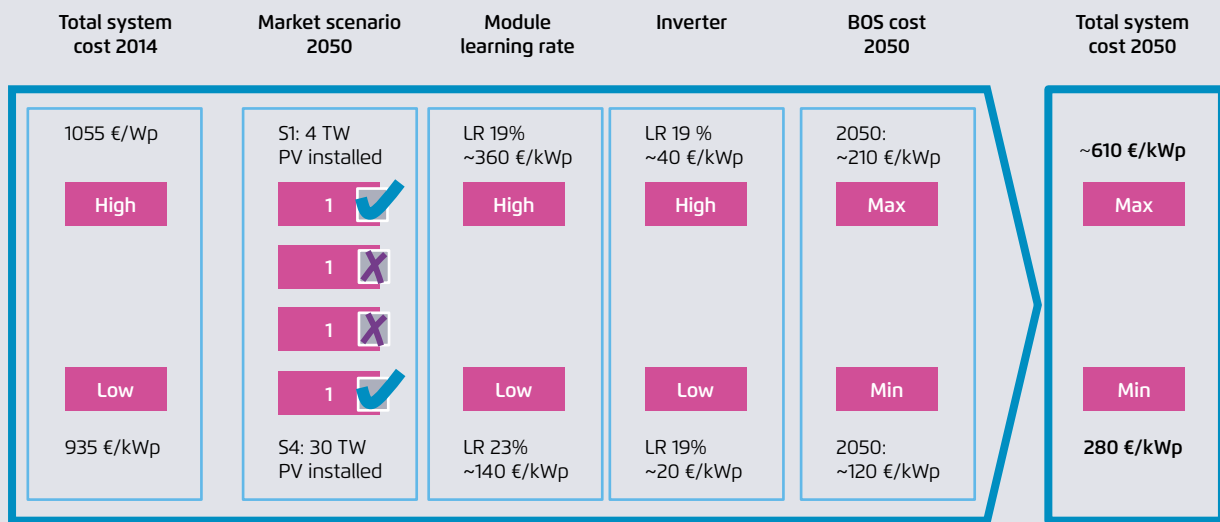 Total system
cost 2014
Market scenario
2050
Module
learning rate
Inverter
BOS cost
2050
Total system
cost 2050
1055 €/Wp
High
Low
935 €/kWp
S1: 4 TW
PV installed
1
1
1
1
S4: 30 TW
PV installed
LR 19%
~360 €/kWp
High
Low
LR 23%
~140 €/kWp
LR 19 %
~40 €/kWp
High
Low
LR 19%
~20 €/kWp
2050:
~210 €/kWp
Max
Min
2050:
~120 €/kWp
~610 €/kWp
Max
Min
280 €/kWp